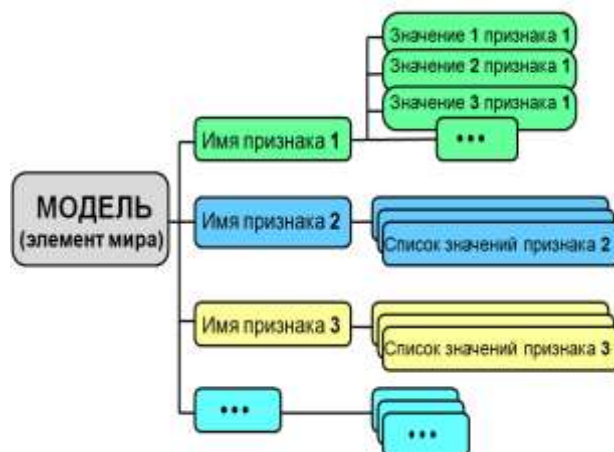 Значение 1 признака 1
Значение 2 признака 1
Значение 3 признака 1
•••
Имя признака 1
МОДЕЛЬ
(элемент мира)
Имя признака 2
Список значений признака 2
Имя признака 3
Список значений признака 3
•••
•••